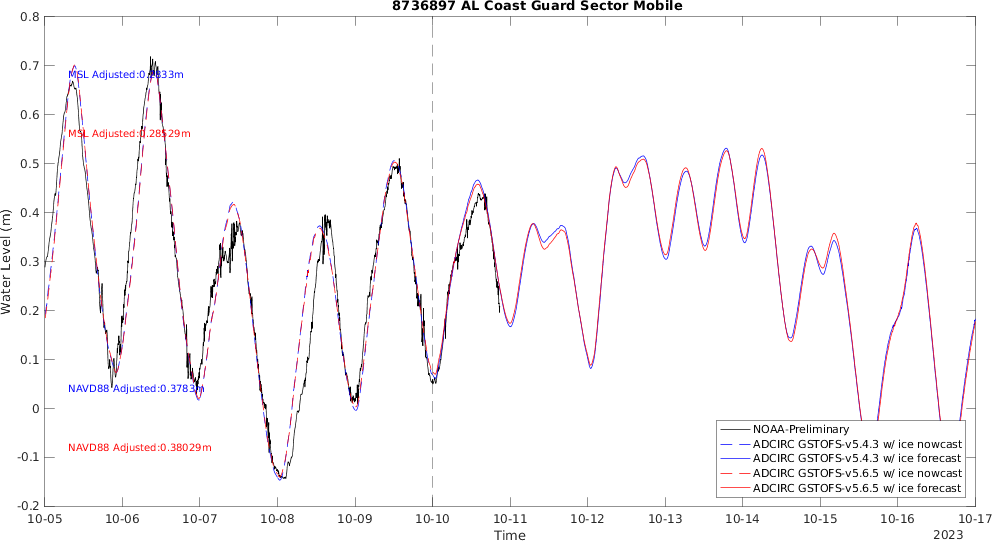 8736897 AL Coast Guard Sector Mobile
0.8
0.7
0.6
0.5
0.4
0.3
0.2
0.1
0
-0.1
-0.2
Water Level (m)
MSL Adjusted:0.2833m
MSL Adjusted:0.28529m
NAVD88 Adjusted:0.3783m
NAVD88 Adjusted:0.38029m
NOAA-Preliminary
ADCIRC GSTOFS-v5.4.3 w/ ice nowcast
ADCIRC GSTOFS-v5.4.3 w/ ice forecast
ADCIRC GSTOFS-v5.6.5 w/ ice nowcast
ADCIRC GSTOFS-v5.6.5 w/ ice forecast
10-05 10-06 10-07 10-08 10-09 10-10 10-11 10-12 10-13 10-14 10-15 10-16 10-17
Time
2023